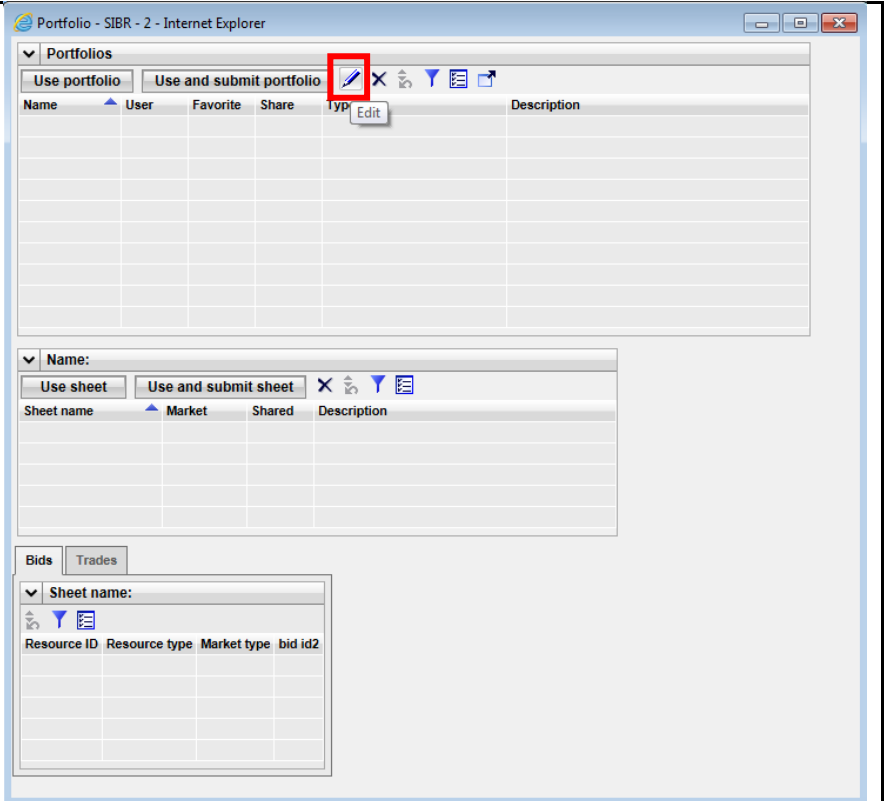 Portfolio - SIBR - 2 - Internet Explorer
Portfolios
Use portfolio Use and submit portfolio
Name User Favorite Share Type Description
Edit
Name:
Use sheet Use and submit sheet
Sheet name Market Shared Description
Bids Trades
Sheet name:
Resource ID Resource type Market type bid id2